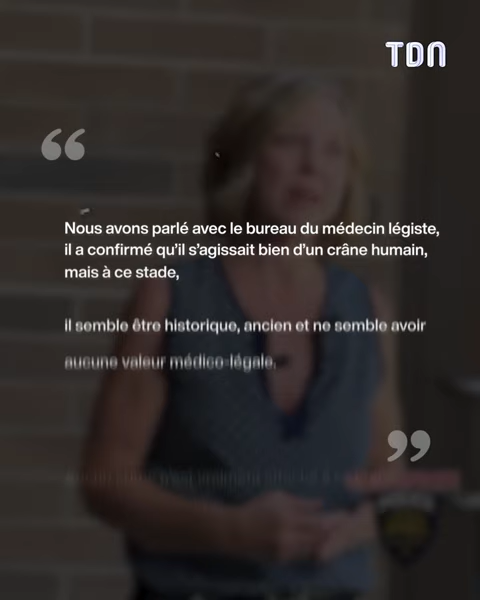 TDN
“
Nous avons parlé avec le bureau du médecin légiste,
il a confirmé qu’il s’agissait bien d’un crâne humain,
mais à ce stade,
il semble être historique, ancien et ne semble avoir
aucune valeur médico-légale.
”